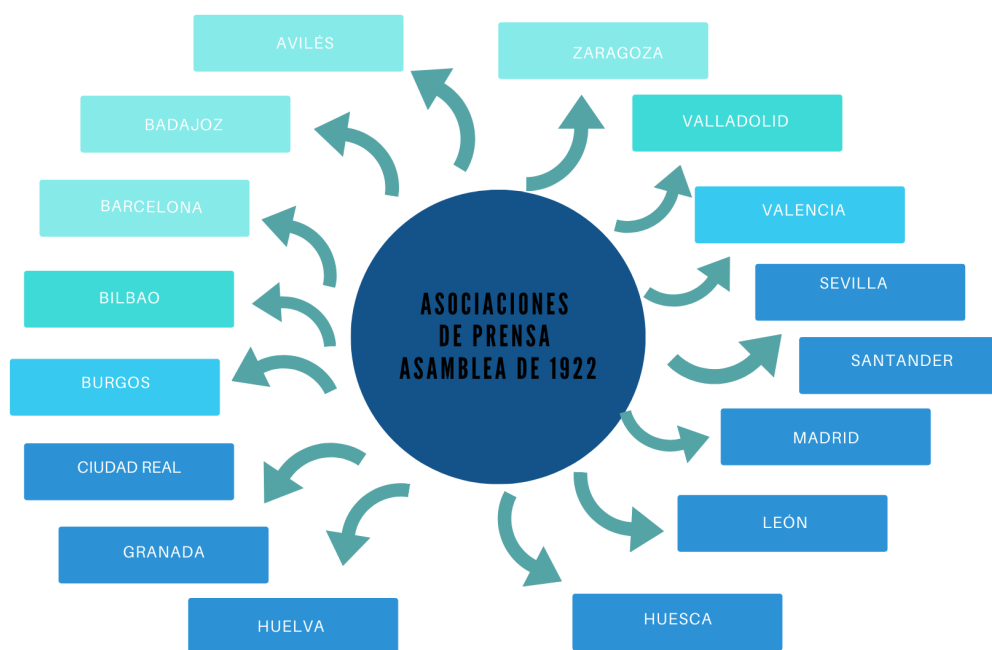 AVILÉS
ZARAGOZA
BADAJOZ
VALLADOLID
BARCELONA
VALENCIA
BILBAO
SEVILLA
ASOCIACIONES
DE PRENSA
ASAMBLEA DE 1922
SANTANDER
BURGOS
MADRID
CIUDAD REAL
LEÓN
GRANADA
HUELVA
HUESCA